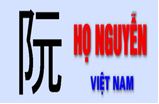 阮
HỌ NGUYỄN
VIỆT NAM